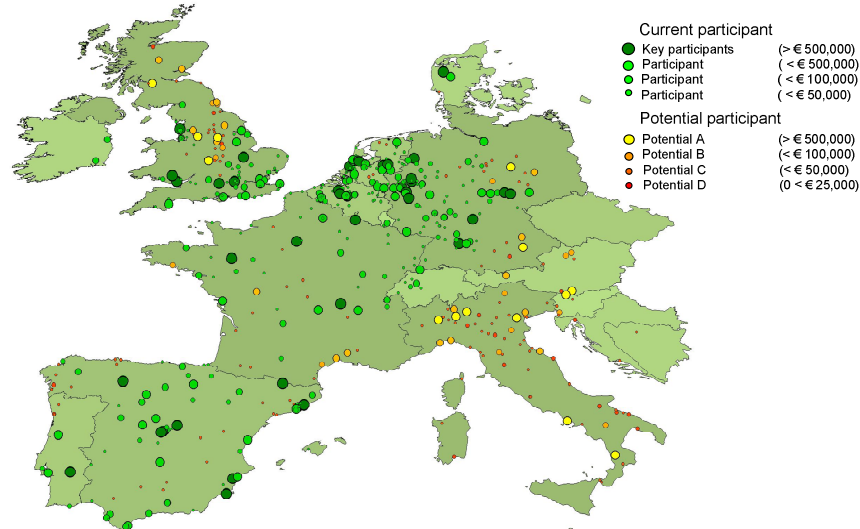 Current participant
Key participants (> € 500,000)
Participant (< € 500,000)
Participant (< € 100,000)
Participant (< € 50,000)
Potential participant
Potential A (> € 500,000)
Potential B (< € 100,000)
Potential C (< € 50,000)
Potential D (0 < € 25,000)